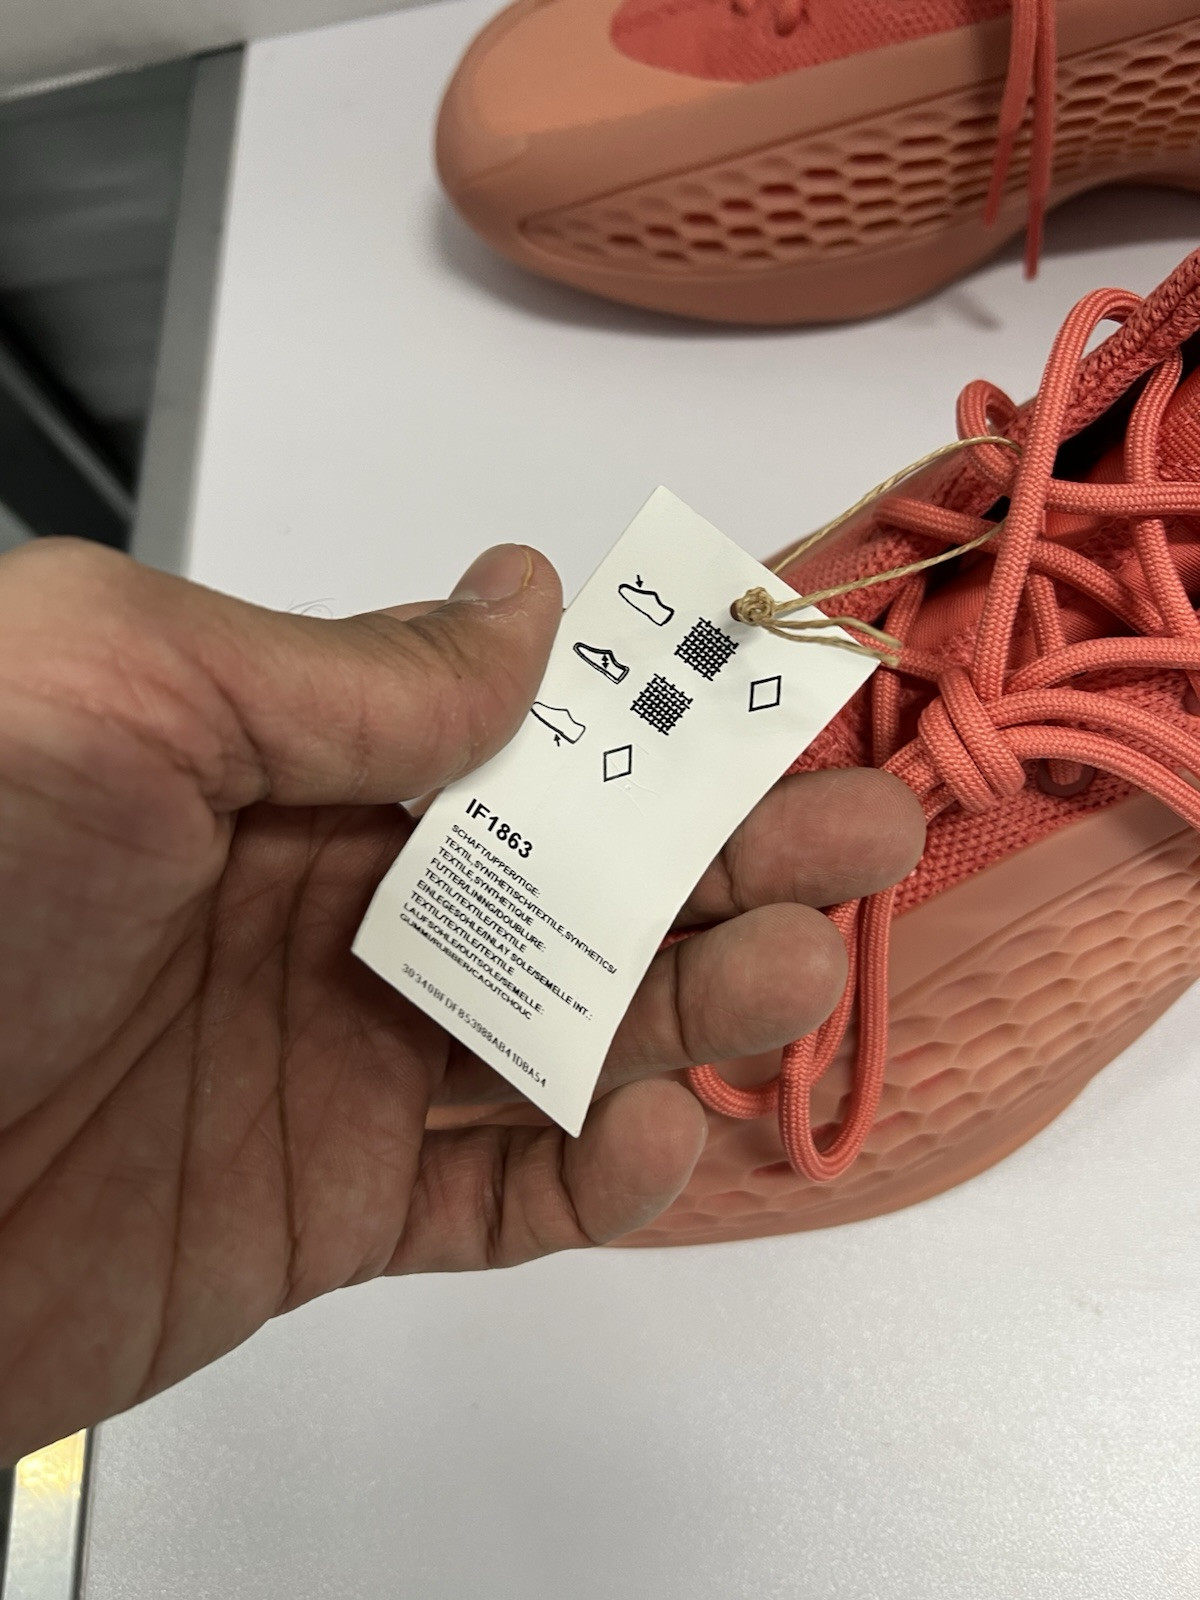 IF1863
SCHAFT/UPPER/TIGE:
TEXTIL,SYNTHETISCH/TEXTILE,SYNTHETICS/
TEXTILE,SYNTHETIQUE
FUTTER/LINING/DOUBLURE:
TEXTIL/TEXTILE/TEXTILE
EINLEGESOHLE/INLAY SOLE/SEMELLE INT.:
TEXTIL/TEXTILE/TEXTILE
LAUFSOHLE/OUTSOLE/SEMELLE:
GUMMI/RUBBER/CAOUTCHOUC
30340BFDFB53988AB41DBA54